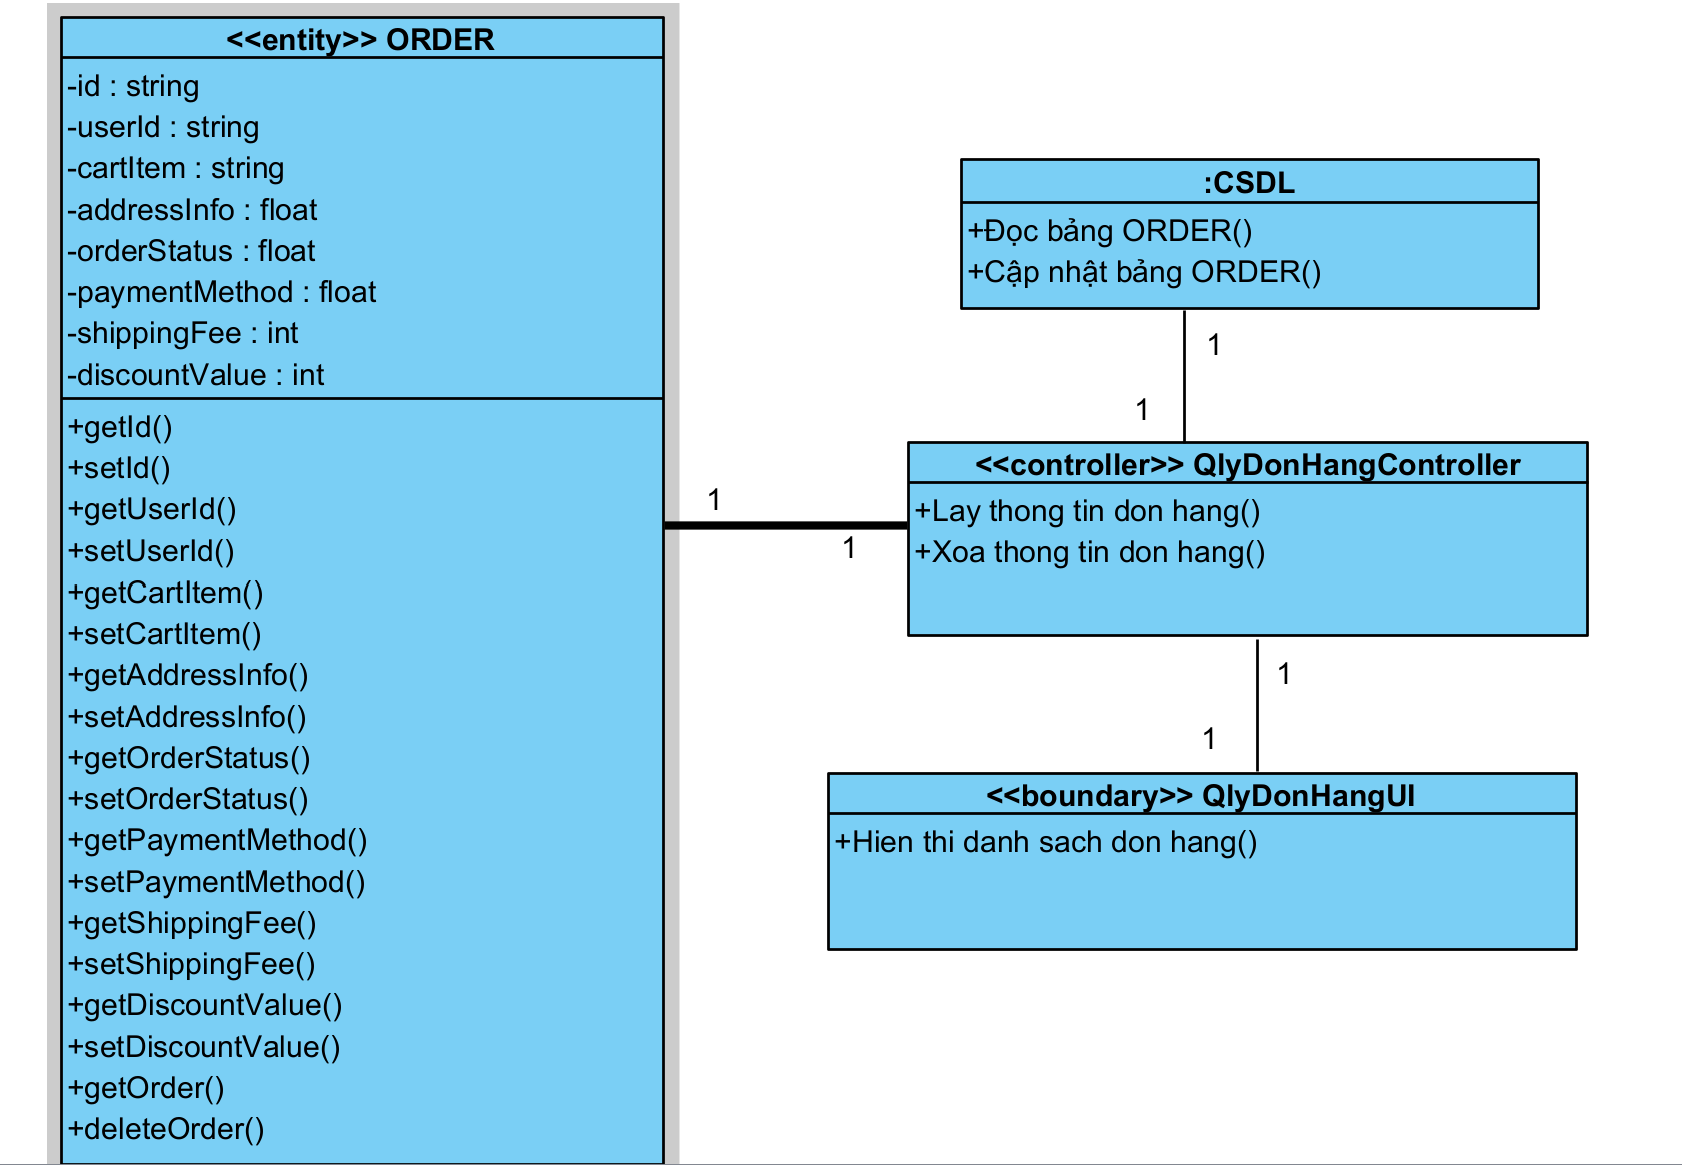 <<entity>> ORDER
-id : string
-userId : string
-cartItem : string
-addressInfo : float
-orderStatus : float
-paymentMethod : float
-shippingFee : int
-discountValue : int
+getId()
+setId()
+getUserId()
+setUserId()
+getCartItem()
+setCartItem()
+getAddressInfo()
+setAddressInfo()
+getOrderStatus()
+setOrderStatus()
+getPaymentMethod()
+setPaymentMethod()
+getShippingFee()
+setShippingFee()
+getDiscountValue()
+setDiscountValue()
+getOrder()
+deleteOrder()
1
1
:CSDL
+Đọc bảng ORDER()
+Cập nhật bảng ORDER()
1
1
<<controller>> QlyDonHangController
+Lay thong tin don hang()
+Xoa thong tin don hang()
1
1
<<boundary>> QlyDonHangUI
+Hien thi danh sach don hang()